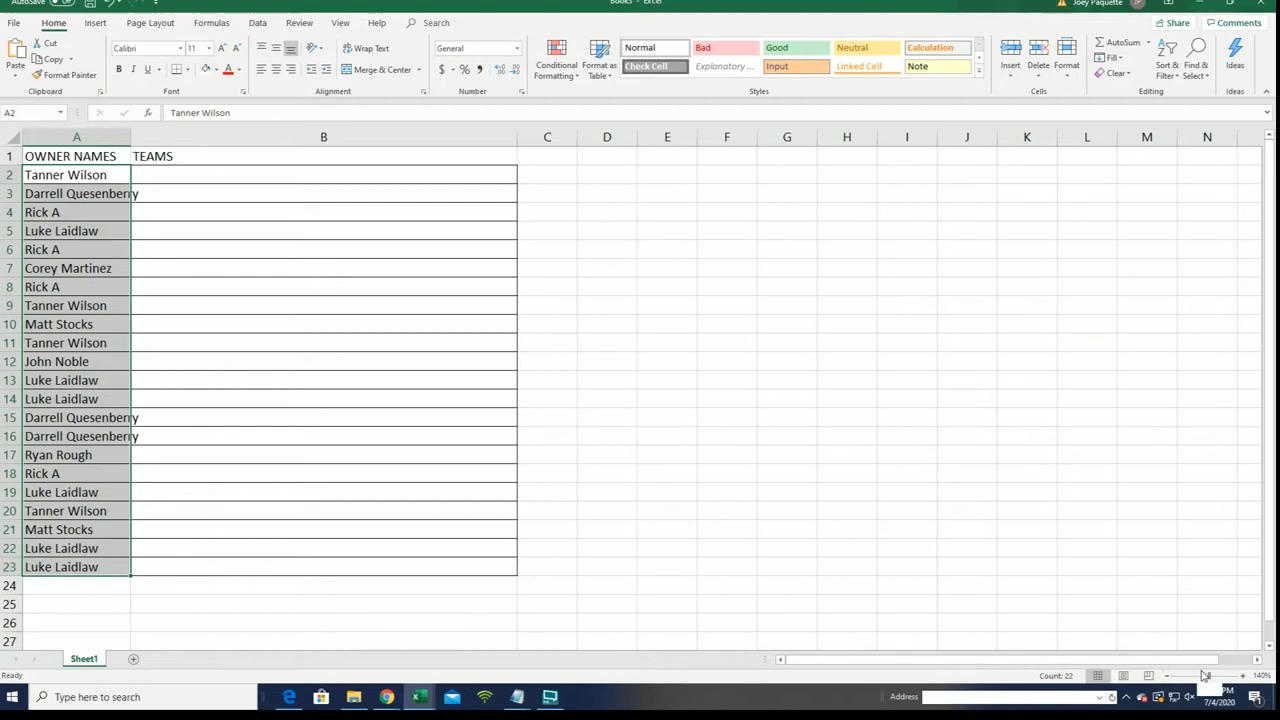 AutoSave Off Books - Excel Joey Paquette JP
File Home Insert Page Layout Formulas Data Review View Help Search Share Comments
Cut
Copy
Format Painter
Paste
Calibri 11 A A
B I U A
Wrap Text
Merge & Center
General
$ % ,
Conditional Formatting
Format as Table
Normal Bad Good Neutral Calculation
Check Cell Explanatory ... Input Linked Cell Note
Insert Delete Format
AutoSum
Fill
Clear
Sort & Filter
Find & Select
Ideas
Clipboard Font Alignment Number Styles Cells Editing Ideas
A2 fx Tanner Wilson
A B C D E F G H I J K L M N
1 OWNER NAMES TEAMS
2 Tanner Wilson
3 Darrell Quesenberry
4 Rick A
5 Luke Laidlaw
6 Rick A
7 Corey Martinez
8 Rick A
9 Tanner Wilson
10 Matt Stocks
11 Tanner Wilson
12 John Noble
13 Luke Laidlaw
14 Luke Laidlaw
15 Darrell Quesenberry
16 Darrell Quesenberry
17 Ryan Rough
18 Rick A
19 Luke Laidlaw
20 Tanner Wilson
21 Matt Stocks
22 Luke Laidlaw
23 Luke Laidlaw
24
25
26
27
Sheet1
Ready Count: 22 140%
Type here to search Address PM
7/4/2020